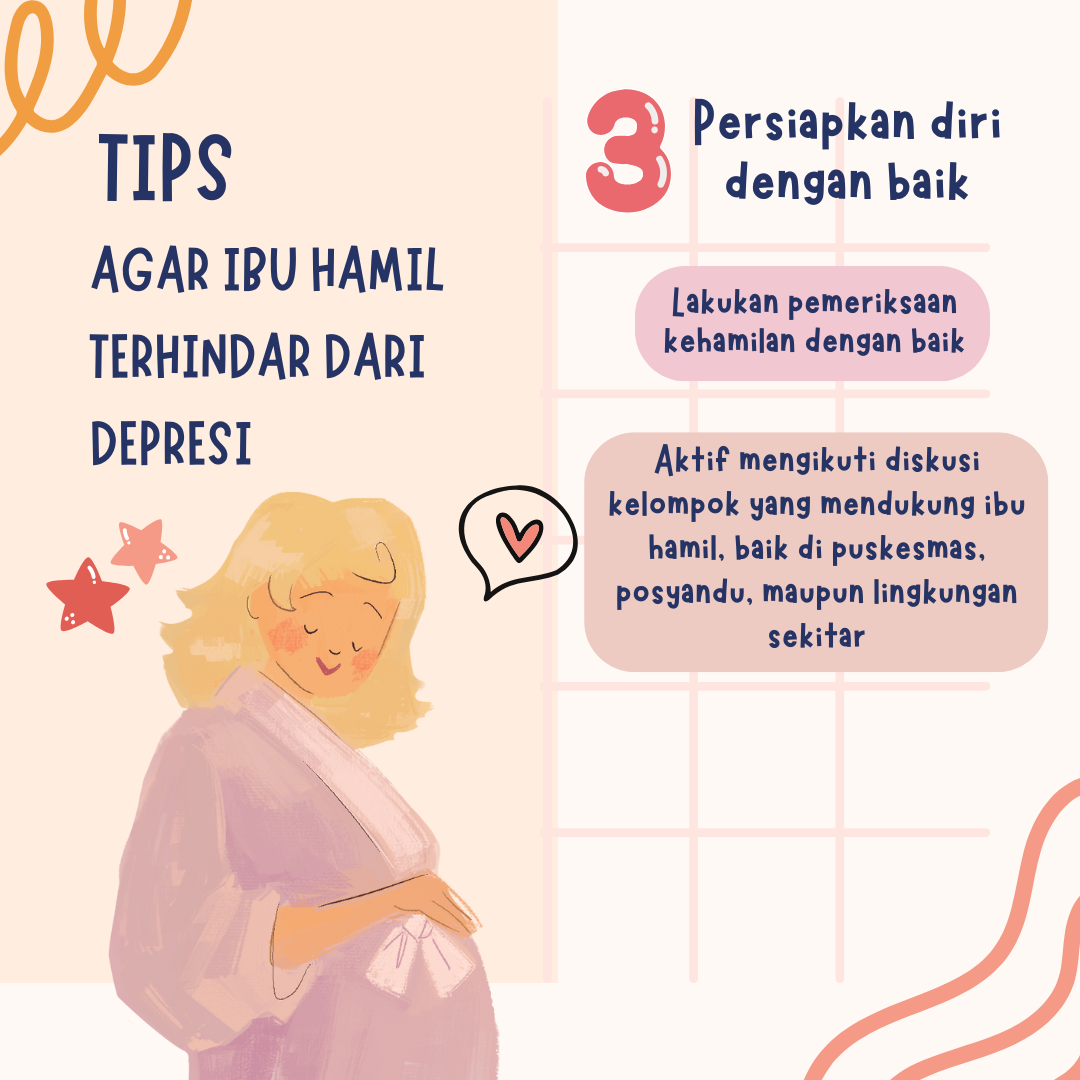 TIPS
AGAR IBU HAMIL
TERHINDAR DARI
DEPRESI
3
Persiapkan diri
dengan baik
Lakukan pemeriksaan
kehamilan dengan baik
Aktif mengikuti diskusi
kelompok yang mendukung ibu
hamil, baik di puskesmas,
posyandu, maupun lingkungan
sekitar